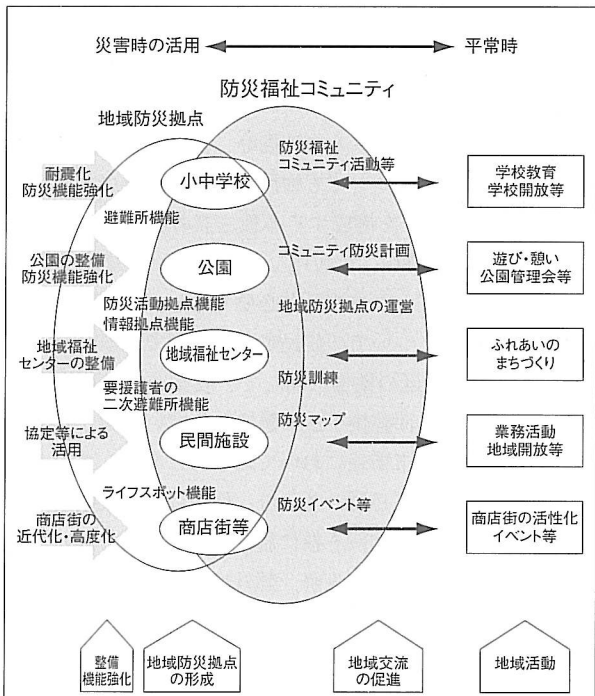 災害時の活用
平常時
防災福祉コミュニティ
地域防災拠点
耐震化
防災機能強化
小中学校
避難所機能
防災福祉
コミュニティ活動等
学校教育
学校開放等
公園の整備
防災機能強化
公園
コミュニティ防災計画
遊び・憩い
公園管理会等
防災活動拠点機能
情報拠点機能
地域防災拠点の運営
地域福祉
センターの整備
地域福祉センター
ふれあいの
まちづくり
要援護者の
二次避難所機能
防災訓練
協定等による
活用
民間施設
防災マップ
業務活動
地域開放等
ライフスポット機能
商店街の
近代化・高度化
商店街等
防災イベント等
商店街の活性化
イベント等
整備
機能強化
地域防災拠点
の形成
地域交流
の促進
地域活動